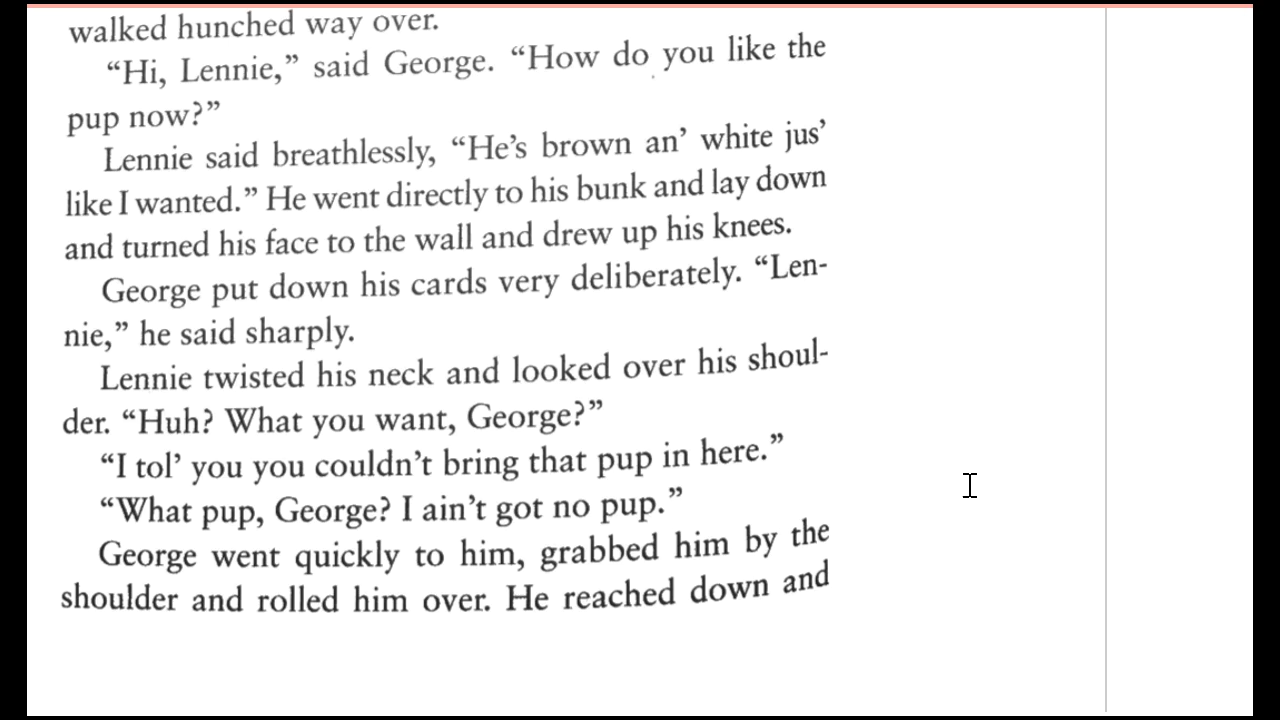 walked hunched way over.
“Hi, Lennie,” said George. “How do you like the
pup now?”
Lennie said breathlessly, “He’s brown an’ white jus’
like I wanted.” He went directly to his bunk and lay down
and turned his face to the wall and drew up his knees.
George put down his cards very deliberately. “Len-
nie,” he said sharply.
Lennie twisted his neck and looked over his shoul-
der. “Huh? What you want, George?”
“I tol’ you you couldn’t bring that pup in here.”
“What pup, George? I ain’t got no pup.”
George went quickly to him, grabbed him by the
shoulder and rolled him over. He reached down and